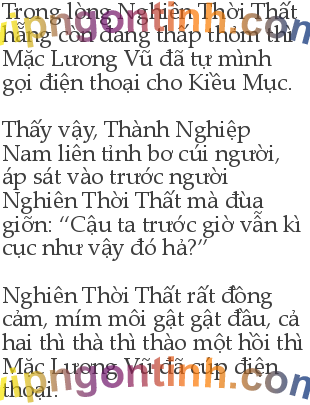 Trong lòng Nghiên Thời Thất
hẵng còn đang thấp thỏm thì
Mặc Lương Vũ đã tự mình
gọi điện thoại cho Kiều Mục.
Thấy vậy, Thành Nghiệp
Nam liên tinh bơ cúi người,
áp sát vào trước người
Nghiên Thời Thất mà đùa
giỡn: “Cậu ta trước giờ vẫn kì
cục như vậy đó hả?”
Nghiên Thời Thất rất đồng
cảm, mím môi gật gật đầu, cả
hai thì thà thì thào một hồi thì
Mặc Lương Vũ đã cúp điện
thoại.